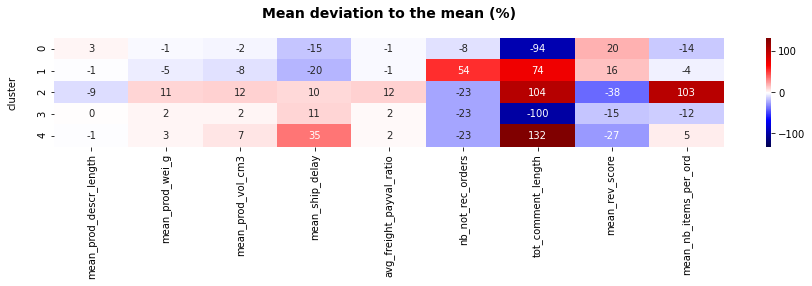 Mean deviation to the mean (%)
cluster
0 3 -1 -2 -15 -1 -8 -94 20 -14
1 -1 -5 -8 -20 -1 54 74 16 -4
2 -9 11 12 10 12 -23 104 -38 103
3 0 2 2 11 2 -23 -100 -15 -12
4 -1 3 7 35 2 -23 132 -27 5
mean_prod_descr_length
mean_prod_wei_g
mean_prod_vol_cm3
mean_ship_delay
avg_freight_payval_ratio
nb_not_rec_orders
tot_comment_length
mean_rev_score
mean_nb_items_per_ord
100
50
0
−50
−100